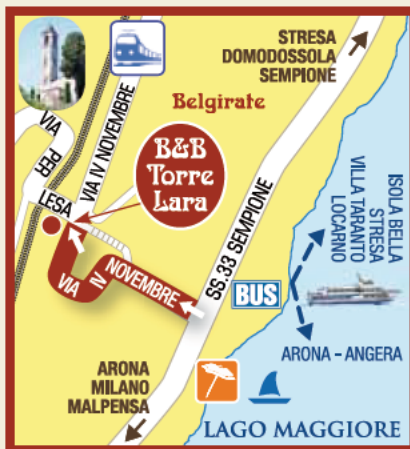 STRESA
DOMODOSSOLA
SEMPIONE
Belgirate
VIA PER
LESA
VIA IV NOVEMBRE
B&B
Torre
Lara
SS.33 SEMPIONE
VIA IV NOVEMBRE
BUS
ISOLA BELLA
STRESA
VILLA TARANTO
LOCARNO
ARONA - ANGERA
ARONA
MILANO
MALPENSA
LAGO MAGGIORE